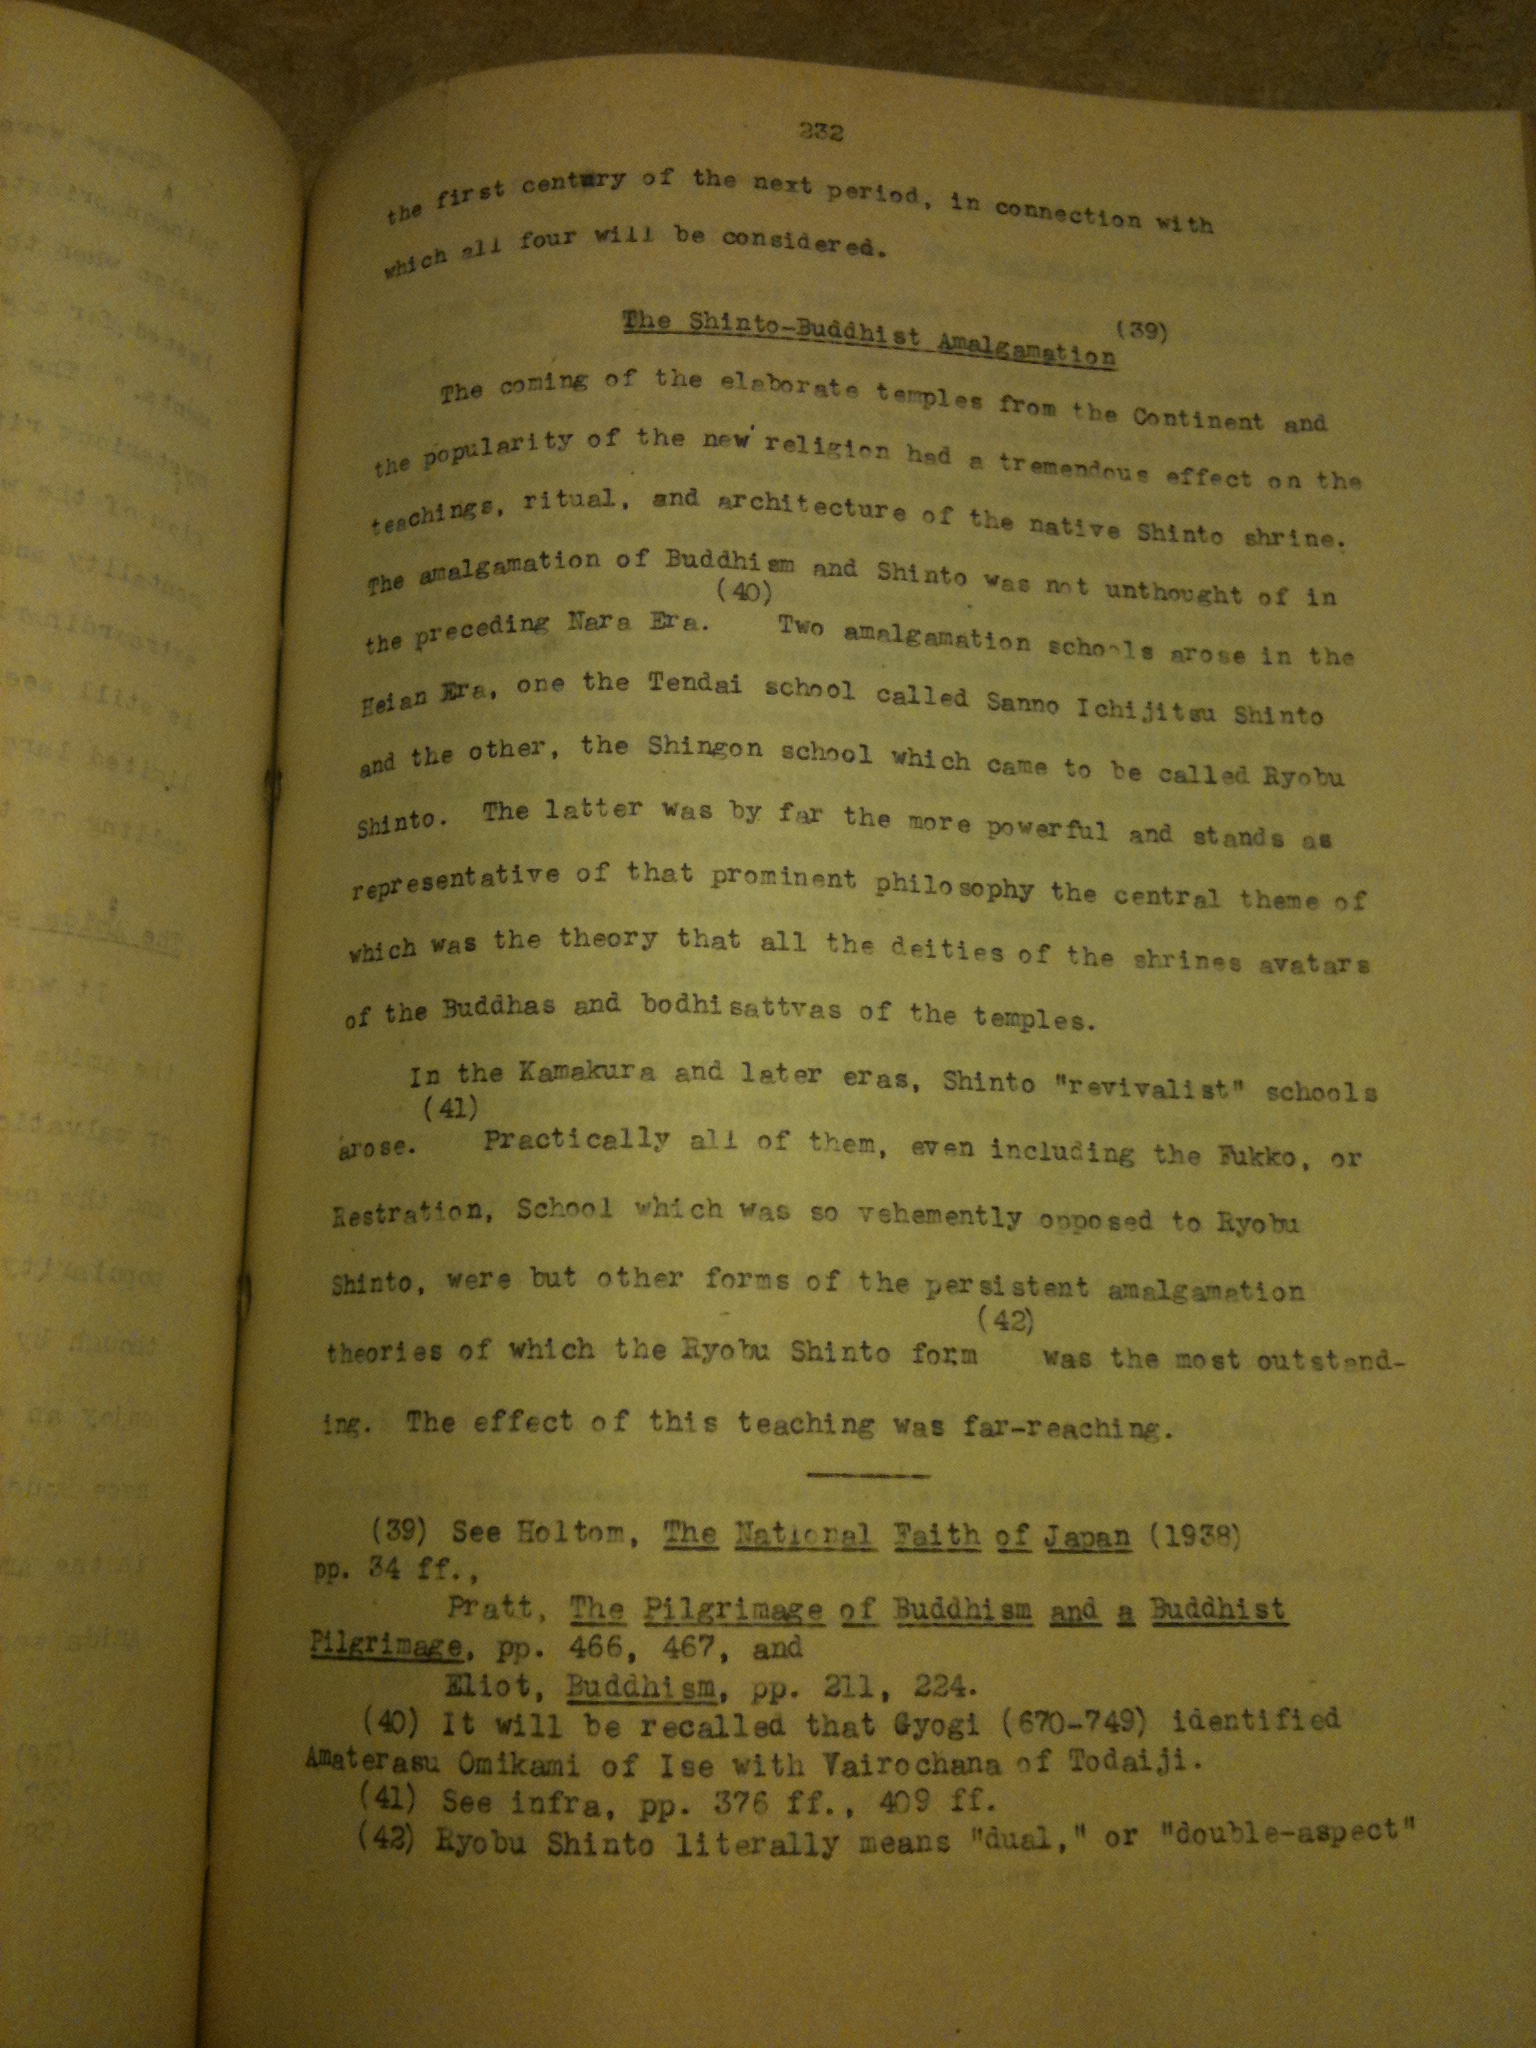 232
the first century of the next period, in connection with
which all four will be considered.
The Shinto-Buddhist Amalgamation (39)
The coming of the elaborate temples from the Continent and
the popularity of the new religion had a tremendous effect on the
teachings, ritual, and architecture of the native Shinto shrine.
The amalgamation of Buddhism and Shinto was not unthought of in
the preceding Nara Era. (40) Two amalgamation schools arose in the
Heian Era, one the Tendai school called Sanno Ichijitsu Shinto
and the other, the Shingon school which came to be called Ryobu
Shinto. The latter was by far the more powerful and stands as
representative of that prominent philosophy the central theme of
which was the theory that all the deities of the shrines avatars
of the Buddhas and bodhisattvas of the temples.
In the Kamakura and later eras, Shinto "revivalist" schools
arose. (41) Practically all of them, even including the Fukko, or
Restration, School which was so vehemently opposed to Ryobu
Shinto, were but other forms of the persistent amalgamation
theories of which the Ryobu Shinto form (42) was the most outstand-
ing. The effect of this teaching was far-reaching.
(39) See Holtom, The National Faith of Japan (1938)
pp. 34 ff.,
Pratt, The Pilgrimage of Buddhism and a Buddhist
Pilgrimage, pp. 466, 467, and
Eliot, Buddhism, pp. 211, 224.
(40) It will be recalled that Gyogi (670-749) identified
Amaterasu Omikami of Ise with Vairochana of Todaiji.
(41) See infra, pp. 376 ff., 409 ff.
(42) Ryobu Shinto literally means "dual," or "double-aspect"